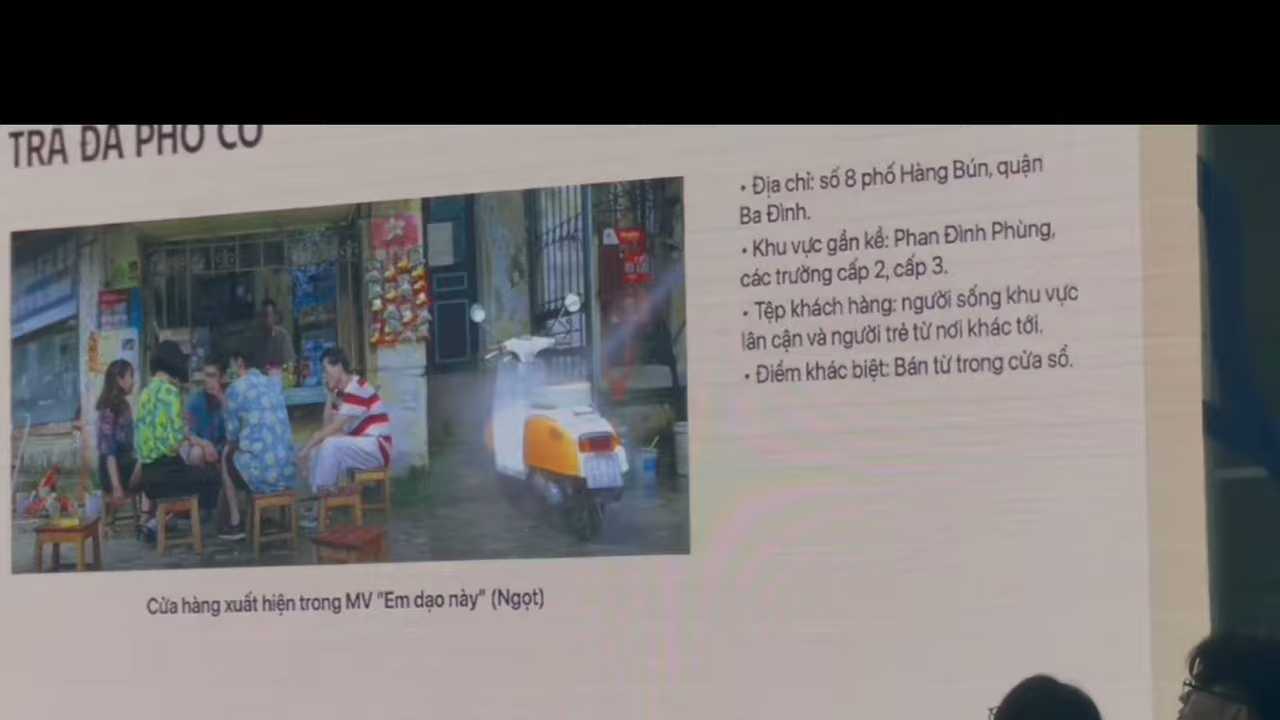 TRÀ ĐÁ PHỐ CỔ
• Địa chỉ: số 8 phố Hàng Bún, quận
Ba Đình.
• Khu vực gần kề: Phan Đình Phùng,
các trường cấp 2, cấp 3.
• Tệp khách hàng: người sống khu vực
lân cận và người trẻ từ nơi khác tới.
• Điểm khác biệt: Bán từ trong cửa sổ.
Cửa hàng xuất hiện trong MV "Em dạo này" (Ngọt)